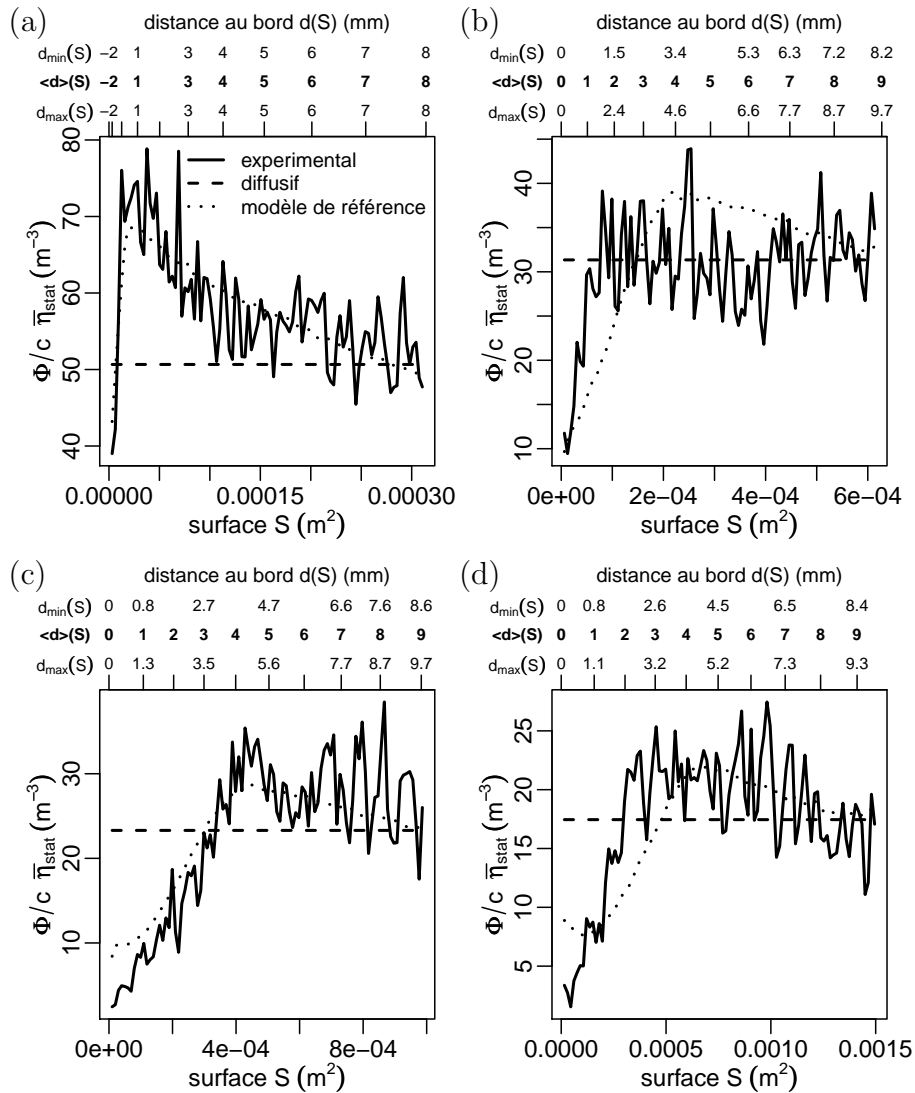 (a)
distance au bord d(S) (mm)
dmin(S) −2 1 3 4 5 6 7 8
<d>(S) −2 1 3 4 5 6 7 8
dmax(S) −2 1 3 4 5 6 7 8
experimental
diffusif
modèle de référence
80
70
60
50
40
Φ/c η̅stat (m⁻³)
0.00000 0.00015 0.00030
surface S (m²)
(b)
distance au bord d(S) (mm)
dmin(S) 0 1.5 3.4 5.3 6.3 7.2 8.2
<d>(S) 0 1 2 3 4 5 6 7 8 9
dmax(S) 0 2.4 4.6 6.6 7.7 8.7 9.7
40
30
20
10
Φ/c η̅stat (m⁻³)
0e+00 2e−04 4e−04 6e−04
surface S (m²)
(c)
distance au bord d(S) (mm)
dmin(S) 0 0.8 2.7 4.7 6.6 7.6 8.6
<d>(S) 0 1 2 3 4 5 6 7 8 9
dmax(S) 0 1.3 3.5 5.6 7.7 8.7 9.7
30
20
10
Φ/c η̅stat (m⁻³)
0e+00 4e−04 8e−04
surface S (m²)
(d)
distance au bord d(S) (mm)
dmin(S) 0 0.8 2.6 4.5 6.5 8.4
<d>(S) 0 1 2 3 4 5 6 7 8 9
dmax(S) 0 1.1 3.2 5.2 7.3 9.3
25
20
15
10
5
Φ/c η̅stat (m⁻³)
0.0000 0.0005 0.0010 0.0015
surface S (m²)